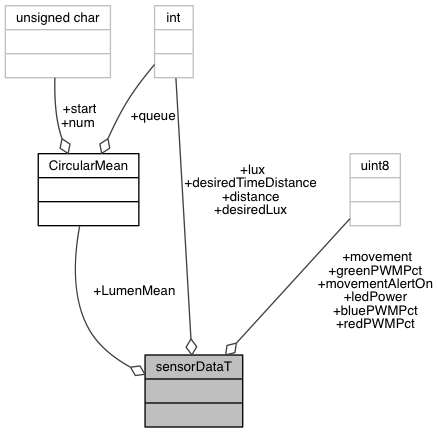 unsigned char
int
+start
+num
+queue
CircularMean
uint8
+lux
+desiredTimeDistance
+distance
+desiredLux
+movement
+greenPWMPct
+movementAlertOn
+ledPower
+bluePWMPct
+redPWMPct
+LumenMean
sensorDataT